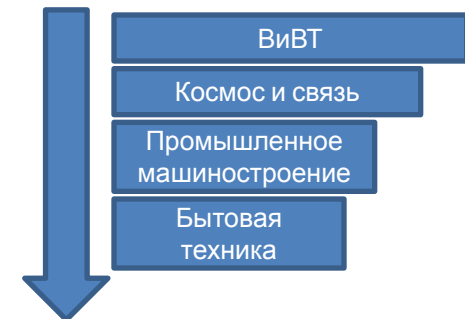 ВиВТ
Космос и связь
Промышленное
машиностроение
Бытовая
техника